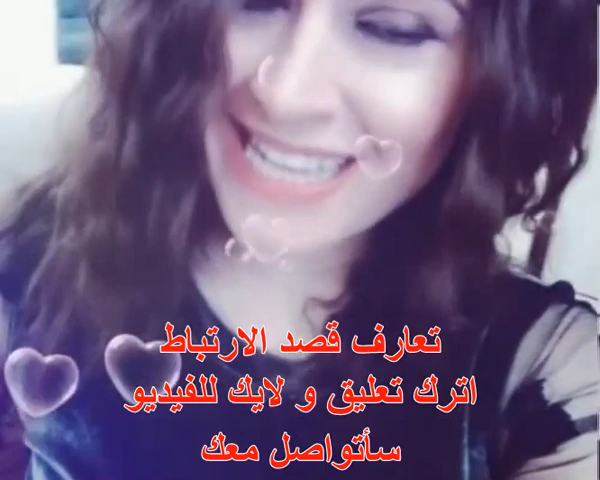 تعارف قصد الارتباط
اترك تعليق و لايك للفيديو
سأتواصل معك